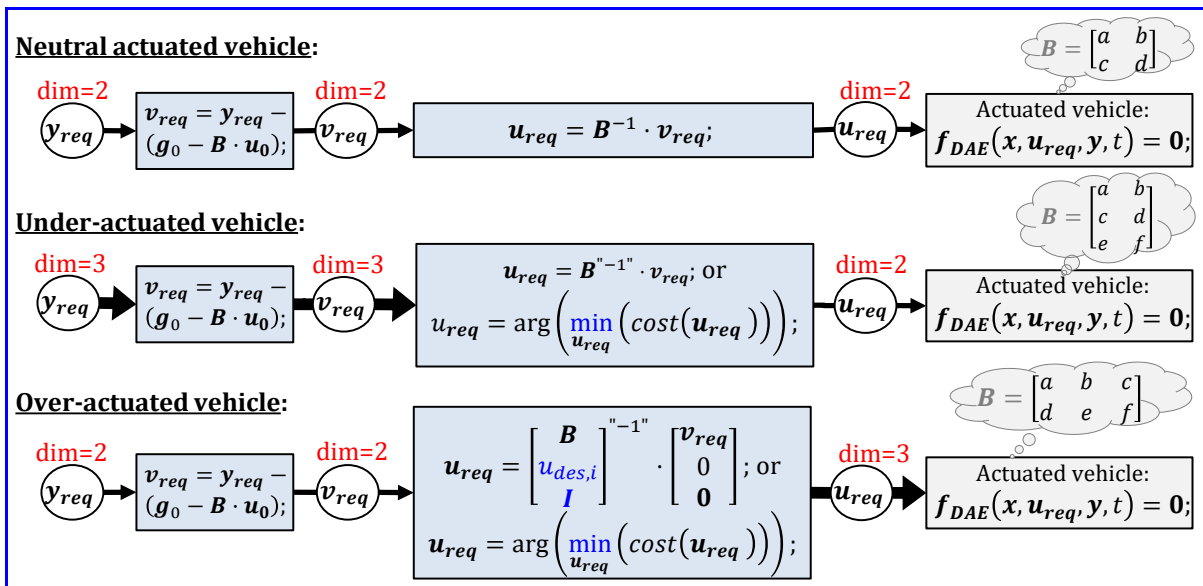 Neutral actuated vehicle:
B = [a b
c d]
dim=2
dim=2
dim=2
y_req
v_req = y_req −
(g_0 − B · u_0);
v_req
u_req = B^−1 · v_req;
u_req
Actuated vehicle:
f_DAE(x, u_req, y, t) = 0;
Under-actuated vehicle:
B = [a b
c d
e f]
dim=3
dim=3
dim=2
y_req
v_req = y_req −
(g_0 − B · u_0);
v_req
u_req = B^"−1" · v_req; or
u_req = arg(min_{u_req}(cost(u_req)));
u_req
Actuated vehicle:
f_DAE(x, u_req, y, t) = 0;
Over-actuated vehicle:
B = [a b c
d e f]
dim=2
dim=2
dim=3
y_req
v_req = y_req −
(g_0 − B · u_0);
v_req
u_req = [B
u_des,i
I]^"−1" · [v_req
0
0]; or
u_req = arg(min_{u_req}(cost(u_req)));
u_req
Actuated vehicle:
f_DAE(x, u_req, y, t) = 0;